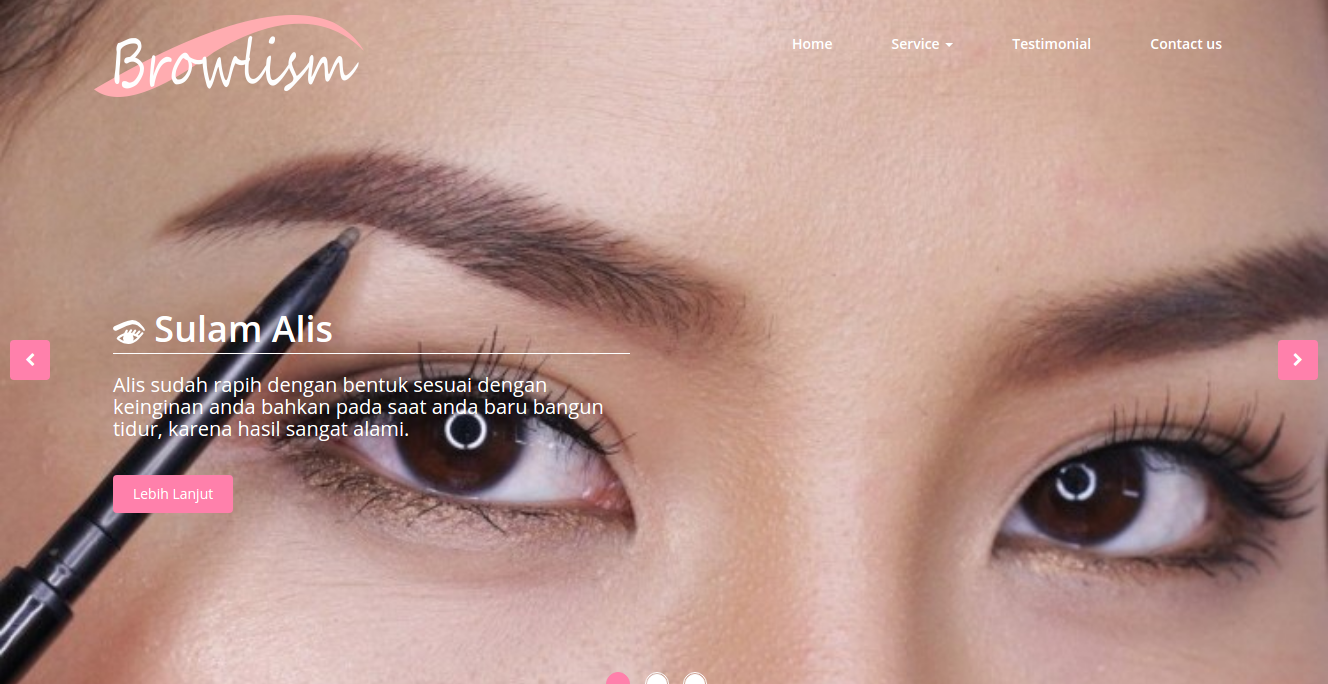 Browlism
Home
Service
Testimonial
Contact us
Sulam Alis
Alis sudah rapih dengan bentuk sesuai dengan
keinginan anda bahkan pada saat anda baru bangun
tidur, karena hasil sangat alami.
Lebih Lanjut